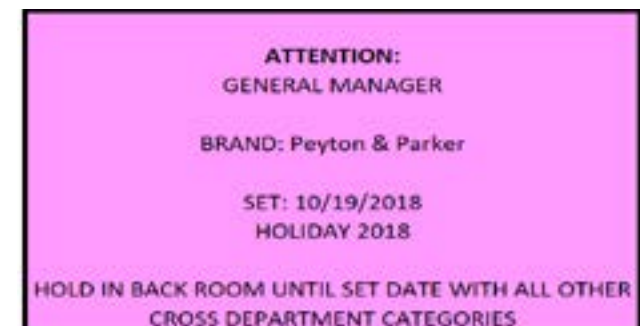 ATTENTION:
GENERAL MANAGER
BRAND: Peyton & Parker
SET: 10/19/2018
HOLIDAY 2018
HOLD IN BACK ROOM UNTIL SET DATE WITH ALL OTHER
CROSS DEPARTMENT CATEGORIES